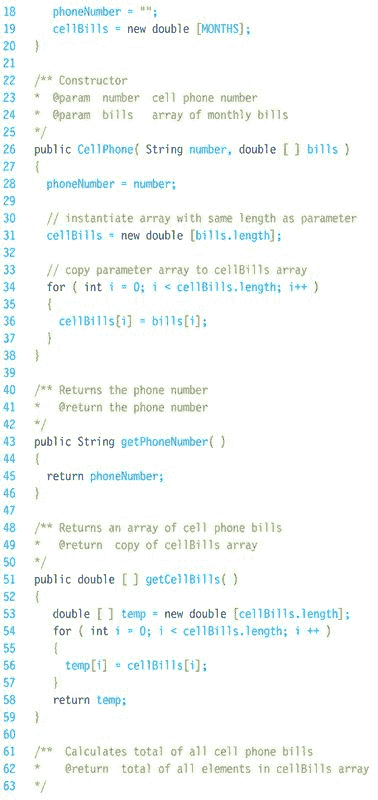 18 phoneNumber = "";
19 cellBills = new double [MONTHS];
20 }
21
22 /** Constructor
23 * @param number cell phone number
24 * @param bills array of monthly bills
25 */
26 public CellPhone( String number, double [ ] bills )
27 {
28 phoneNumber = number;
29
30 // instantiate array with same length as parameter
31 cellBills = new double [bills.length];
32
33 // copy parameter array to cellBills array
34 for ( int i = 0; i < cellBills.length; i++ )
35 {
36 cellBills[i] = bills[i];
37 }
38 }
39
40 /** Returns the phone number
41 * @return the phone number
42 */
43 public String getPhoneNumber( )
44 {
45 return phoneNumber;
46 }
47
48 /** Returns an array of cell phone bills
49 * @return copy of cellBills array
50 */
51 public double [ ] getCellBills( )
52 {
53 double [ ] temp = new double [cellBills.length];
54 for ( int i = 0; i < cellBills.length; i ++ )
55 {
56 temp[i] = cellBills[i];
57 }
58 return temp;
59 }
60
61 /** Calculates total of all cell phone bills
62 * @return total of all elements in cellBills array
63 */